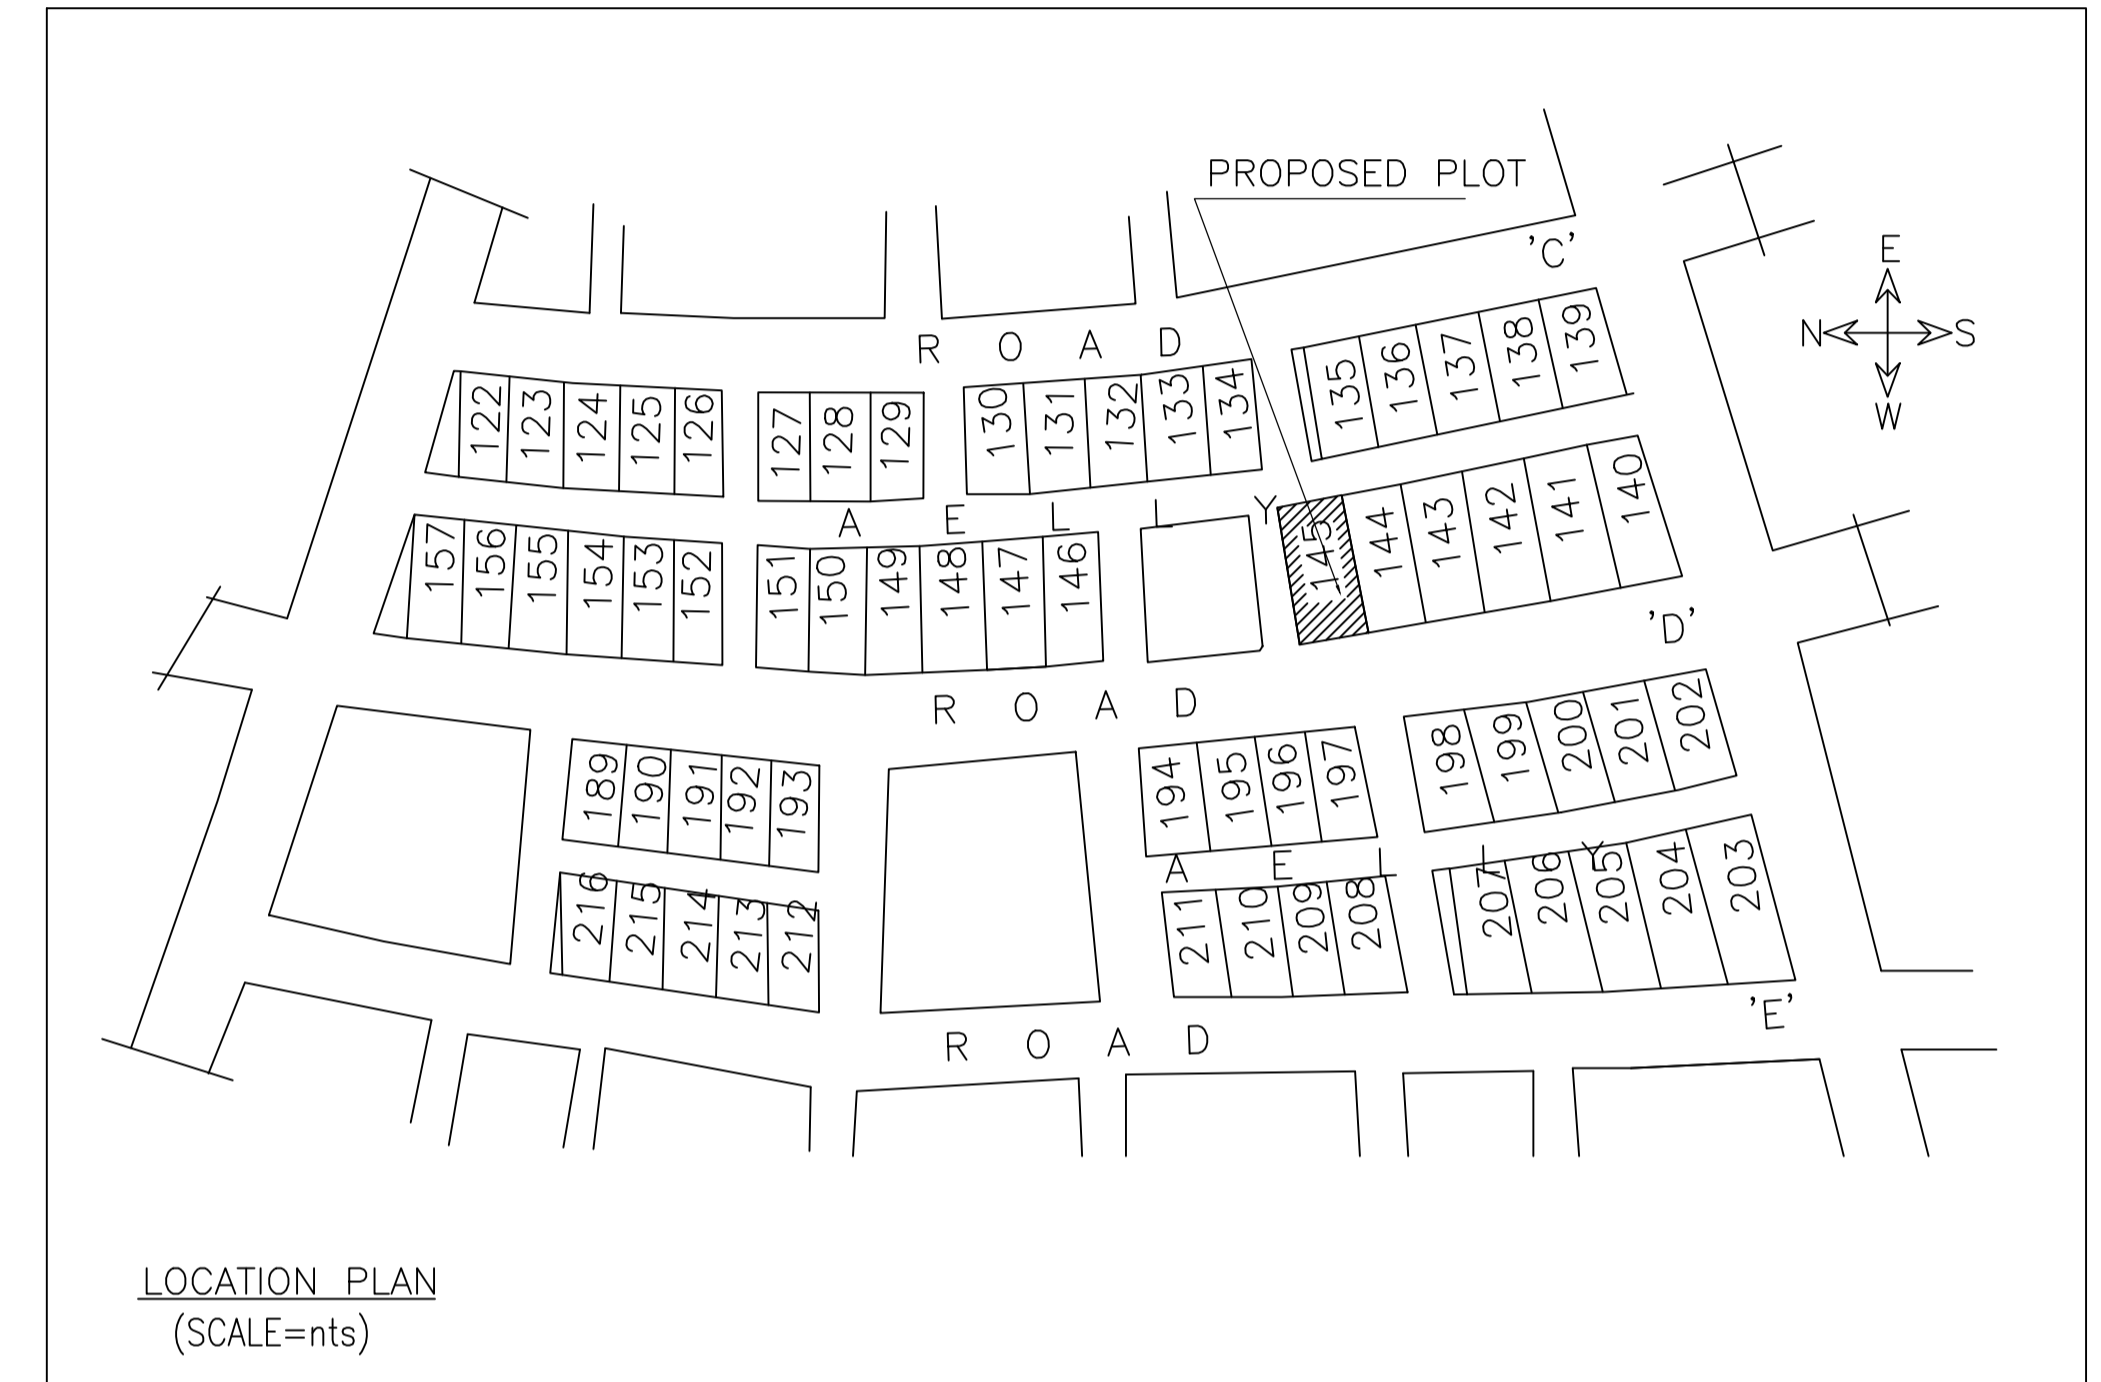 PROPOSED PLOT
'C'
E
N S
W
R O A D
122 123 124 125 126 127 128 129 130 131 132 133 134 135 136 137 138 139
A E L L Y
157 156 155 154 153 152 151 150 149 148 147 146 145 144 143 142 141 140
'D'
R O A D
189 190 191 192 193 194 195 196 197 198 199 200 201 202
A E L L Y
216 215 214 213 212 211 210 209 208 207 206 205 204 203
'E'
R O A D
LOCATION PLAN
(SCALE=nts)